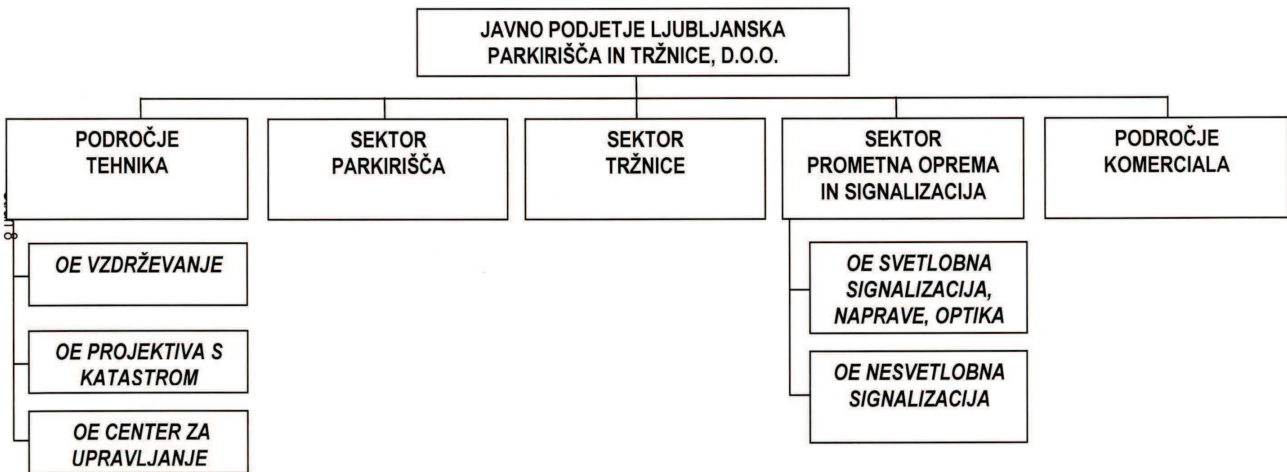 JAVNO PODJETJE LJUBLJANSKA
PARKIRIŠČA IN TRŽNICE, D.O.O.
PODROČJE
TEHNIKA
SEKTOR
PARKIRIŠČA
SEKTOR
TRŽNICE
SEKTOR
PROMETNA OPREMA
IN SIGNALIZACIJA
PODROČJE
KOMERCIALA
OE VZDRŽEVANJE
OE PROJEKTIVA S
KATASTROM
OE CENTER ZA
UPRAVLJANJE
OE SVETLOBNA
SIGNALIZACIJA,
NAPRAVE, OPTIKA
OE NESVETLOBNA
SIGNALIZACIJA